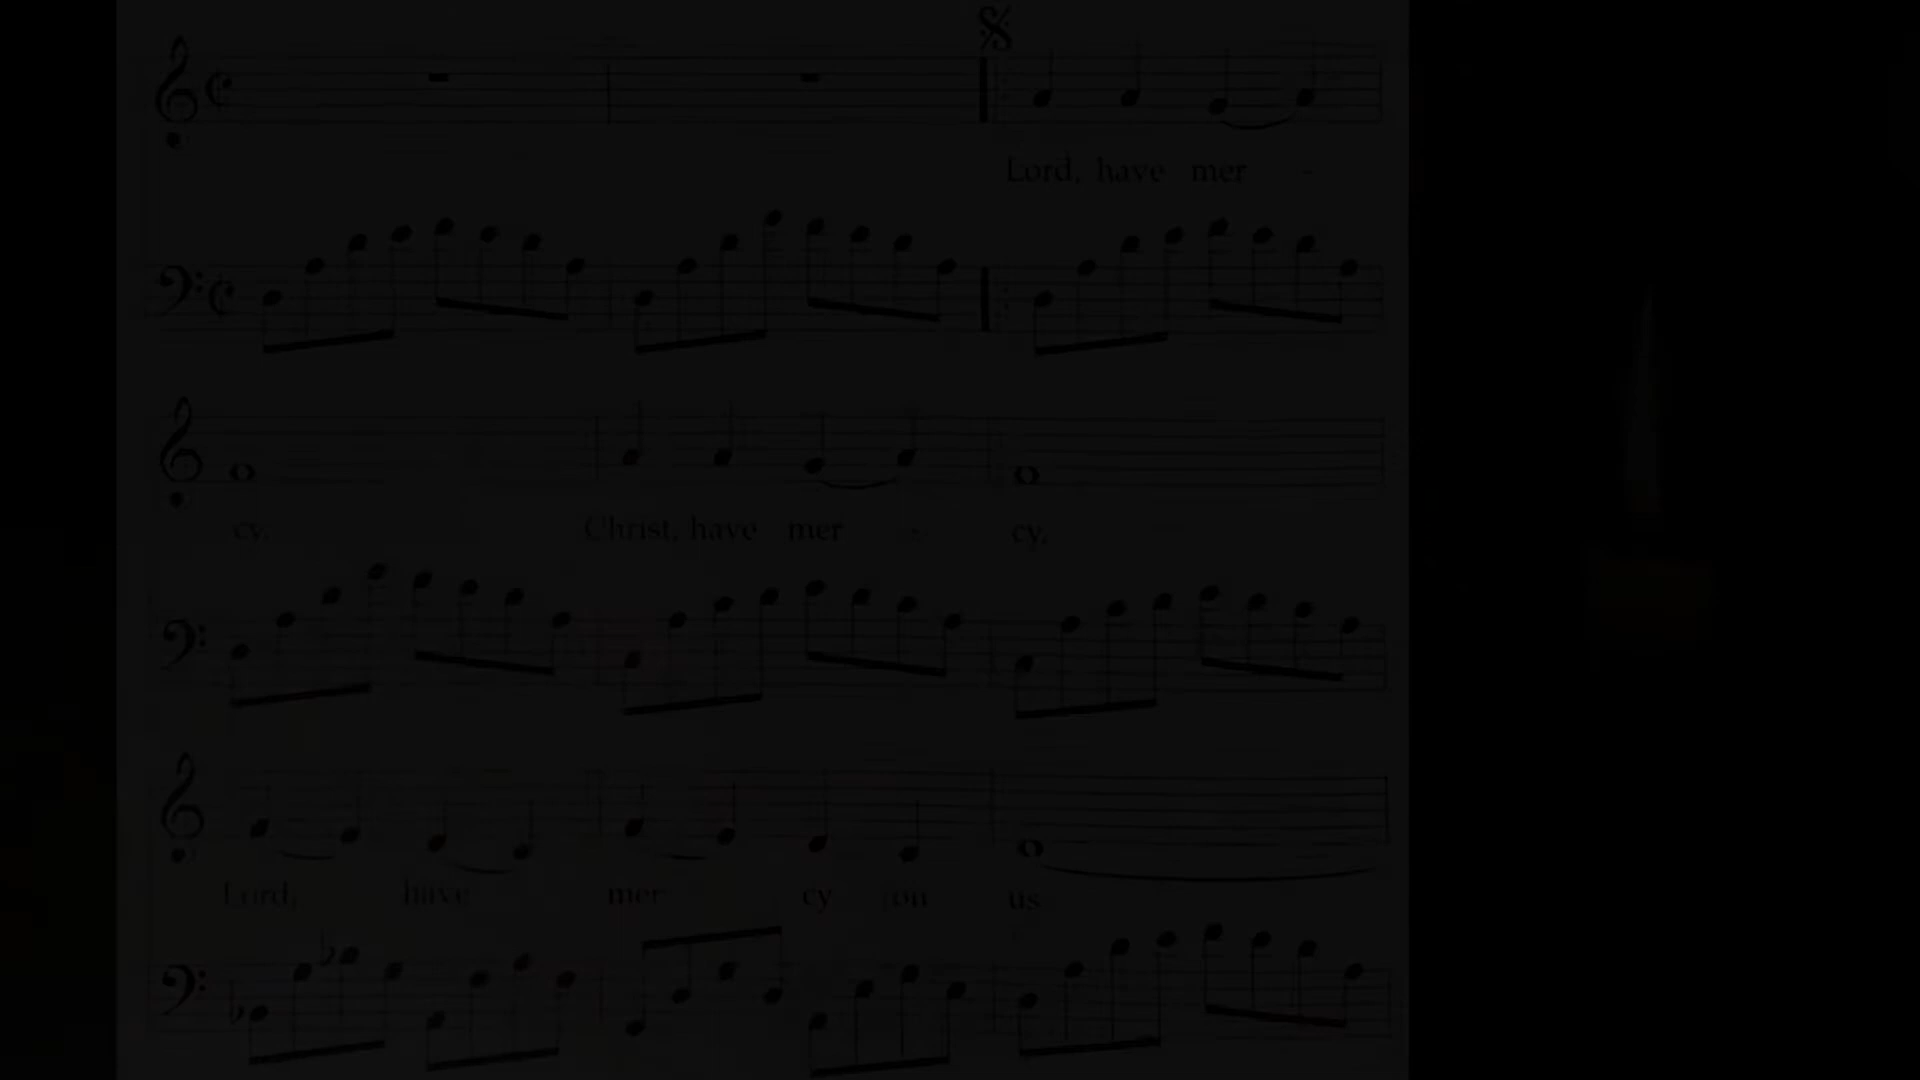 Lord, have mer -
cy. Christ, have mer - cy.
Lord, have mer cy on us